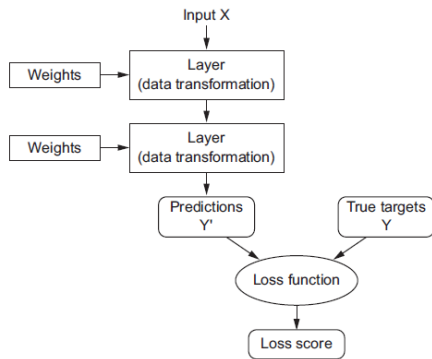 Input X
Weights
Layer
(data transformation)
Weights
Layer
(data transformation)
Predictions
Y'
True targets
Y
Loss function
Loss score